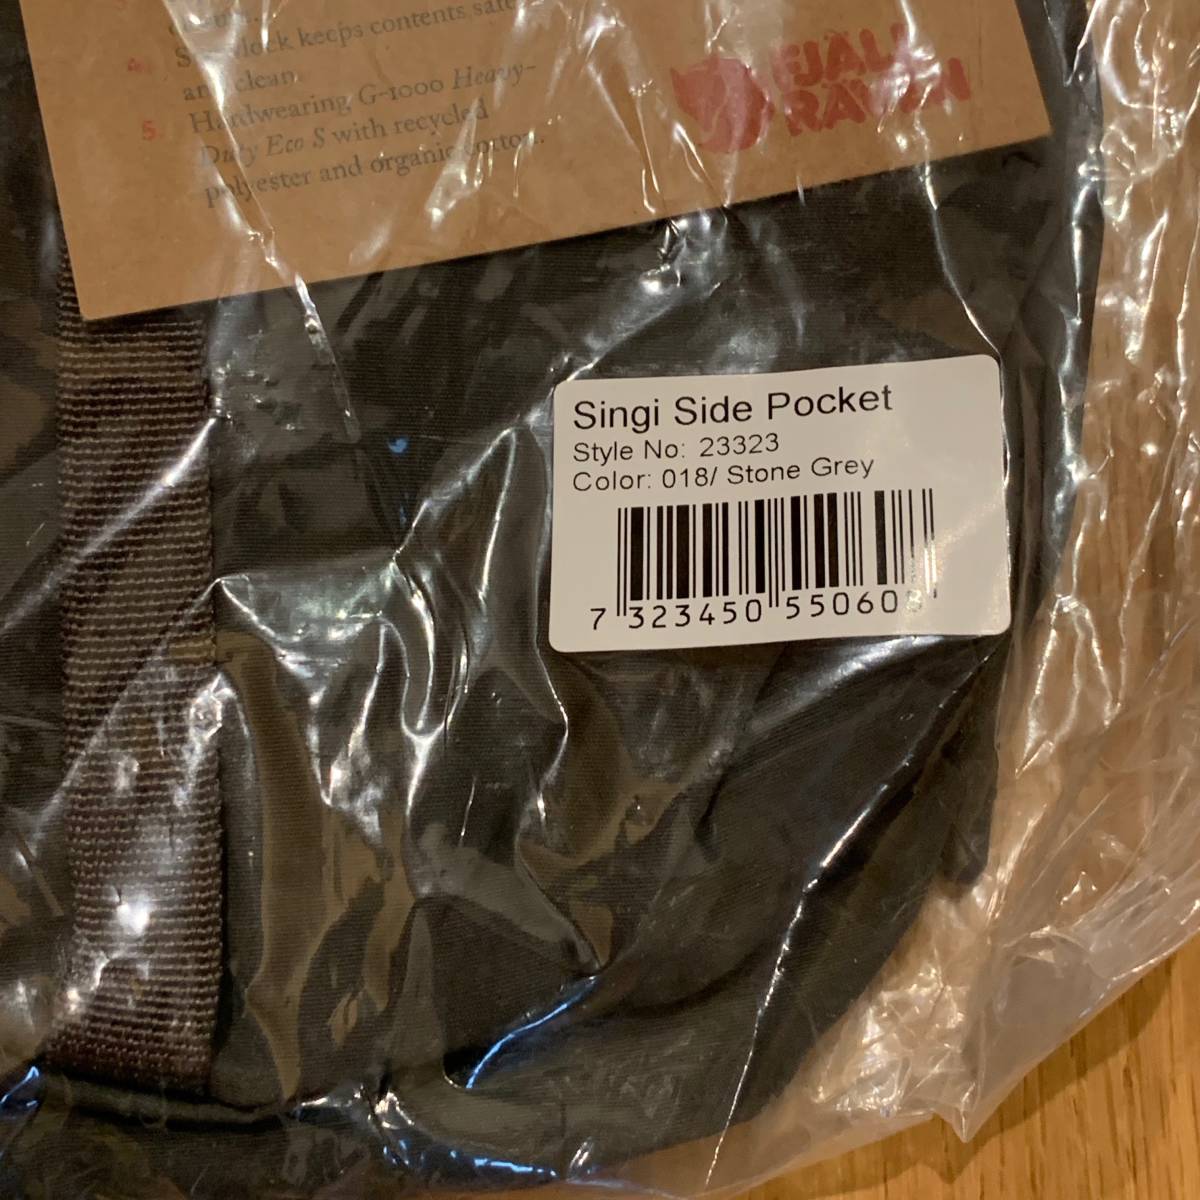 keeps contents safe
and clean.
5. Hardwearing G-1000 Heavy-
Duty Eco S with recycled
polyester and organic cotton.
FJÄLL
RÄVEN
Singi Side Pocket
Style No: 23323
Color: 018/ Stone Grey
7 323450 550608